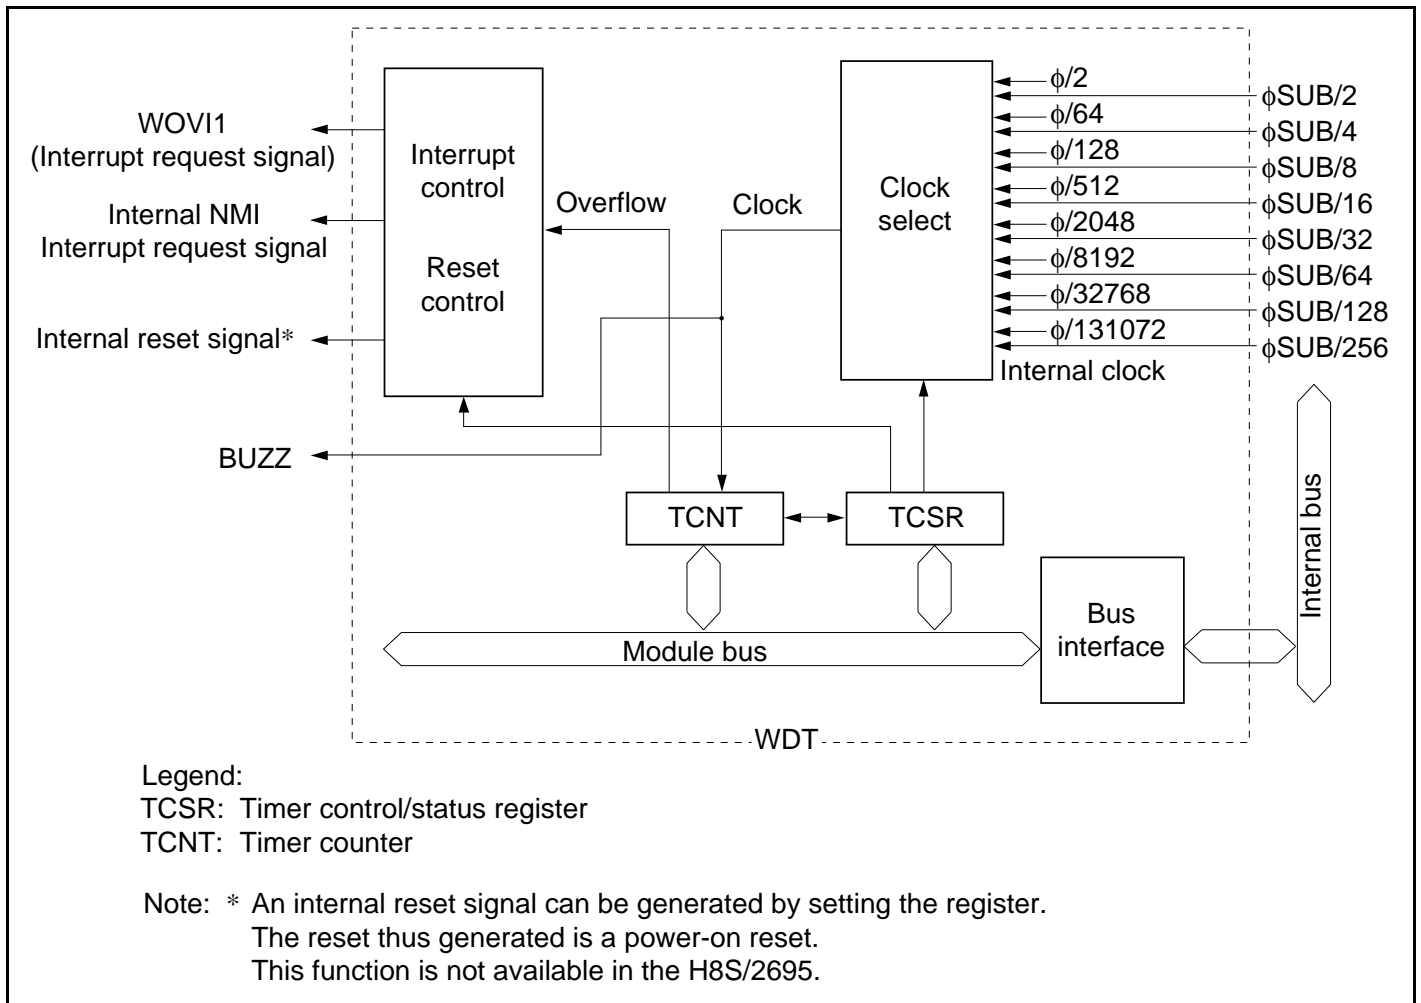 WOVI1
(Interrupt request signal)
Internal NMI
Interrupt request signal
Internal reset signal*
BUZZ
Interrupt
control
Reset
control
Overflow
Clock
Clock
select
ϕ/2
ϕSUB/2
ϕ/64
ϕSUB/4
ϕ/128
ϕSUB/8
ϕ/512
ϕSUB/16
ϕ/2048
ϕSUB/32
ϕ/8192
ϕSUB/64
ϕ/32768
ϕSUB/128
ϕ/131072
ϕSUB/256
Internal clock
TCNT
TCSR
Module bus
Bus
interface
Internal bus
WDT
Legend:
TCSR: Timer control/status register
TCNT: Timer counter
Note: * An internal reset signal can be generated by setting the register.
The reset thus generated is a power-on reset.
This function is not available in the H8S/2695.